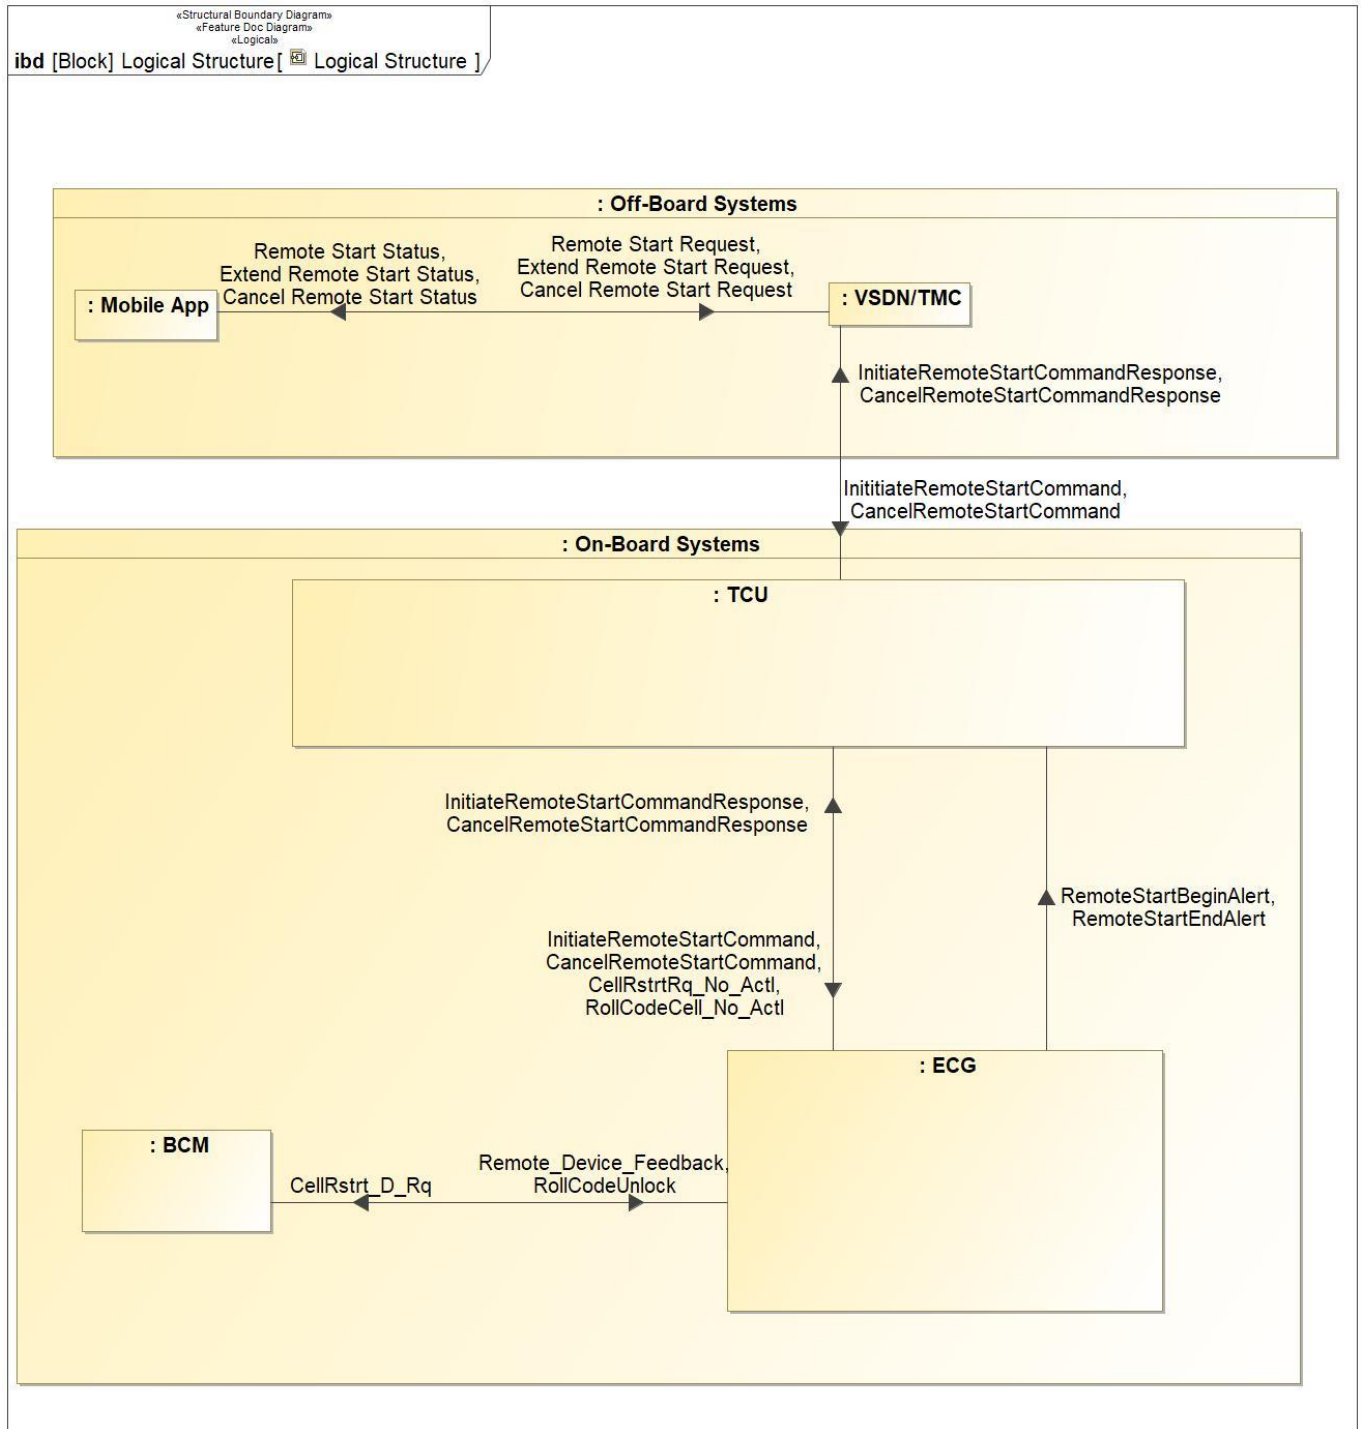 «Structural Boundary Diagram»
«Feature Doc Diagram»
«Logical»
ibd [Block] Logical Structure[ Logical Structure ]
: Off-Board Systems
Remote Start Status,
Extend Remote Start Status,
Cancel Remote Start Status
Remote Start Request,
Extend Remote Start Request,
Cancel Remote Start Request
: Mobile App
: VSDN/TMC
InitiateRemoteStartCommandResponse,
CancelRemoteStartCommandResponse
InititiateRemoteStartCommand,
CancelRemoteStartCommand
: On-Board Systems
: TCU
InitiateRemoteStartCommandResponse,
CancelRemoteStartCommandResponse
RemoteStartBeginAlert,
RemoteStartEndAlert
InitiateRemoteStartCommand,
CancelRemoteStartCommand,
CellRstrtRq_No_Actl,
RollCodeCell_No_Actl
: ECG
: BCM
CellRstrt_D_Rq
Remote_Device_Feedback,
RollCodeUnlock